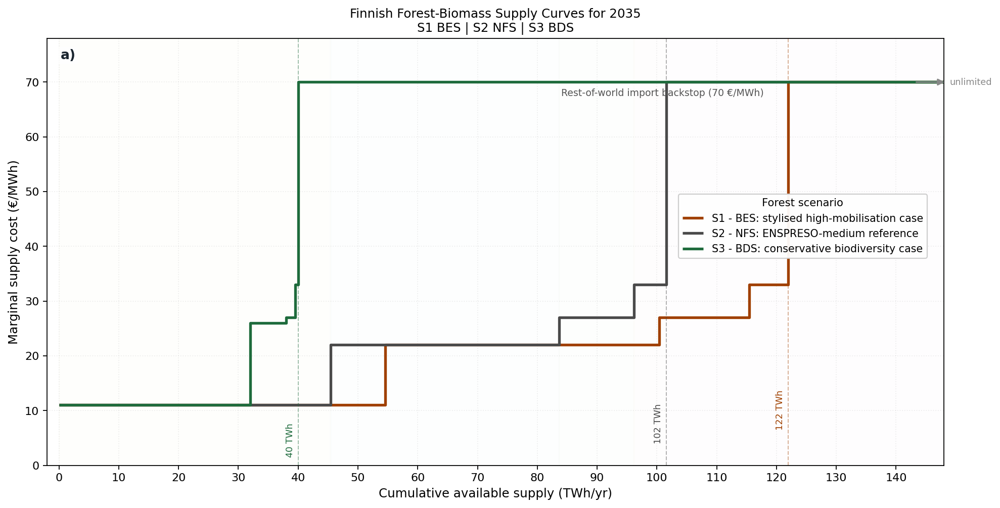 Finnish Forest-Biomass Supply Curves for 2035
S1 BES | S2 NFS | S3 BDS
a)
Marginal supply cost (€/MWh)
70
60
50
40
30
20
10
0
unlimited
Rest-of-world import backstop (70 €/MWh)
Forest scenario
S1 - BES: stylised high-mobilisation case
S2 - NFS: ENSPRESO-medium reference
S3 - BDS: conservative biodiversity case
40 TWh
102 TWh
122 TWh
0 10 20 30 40 50 60 70 80 90 100 110 120 130 140
Cumulative available supply (TWh/yr)